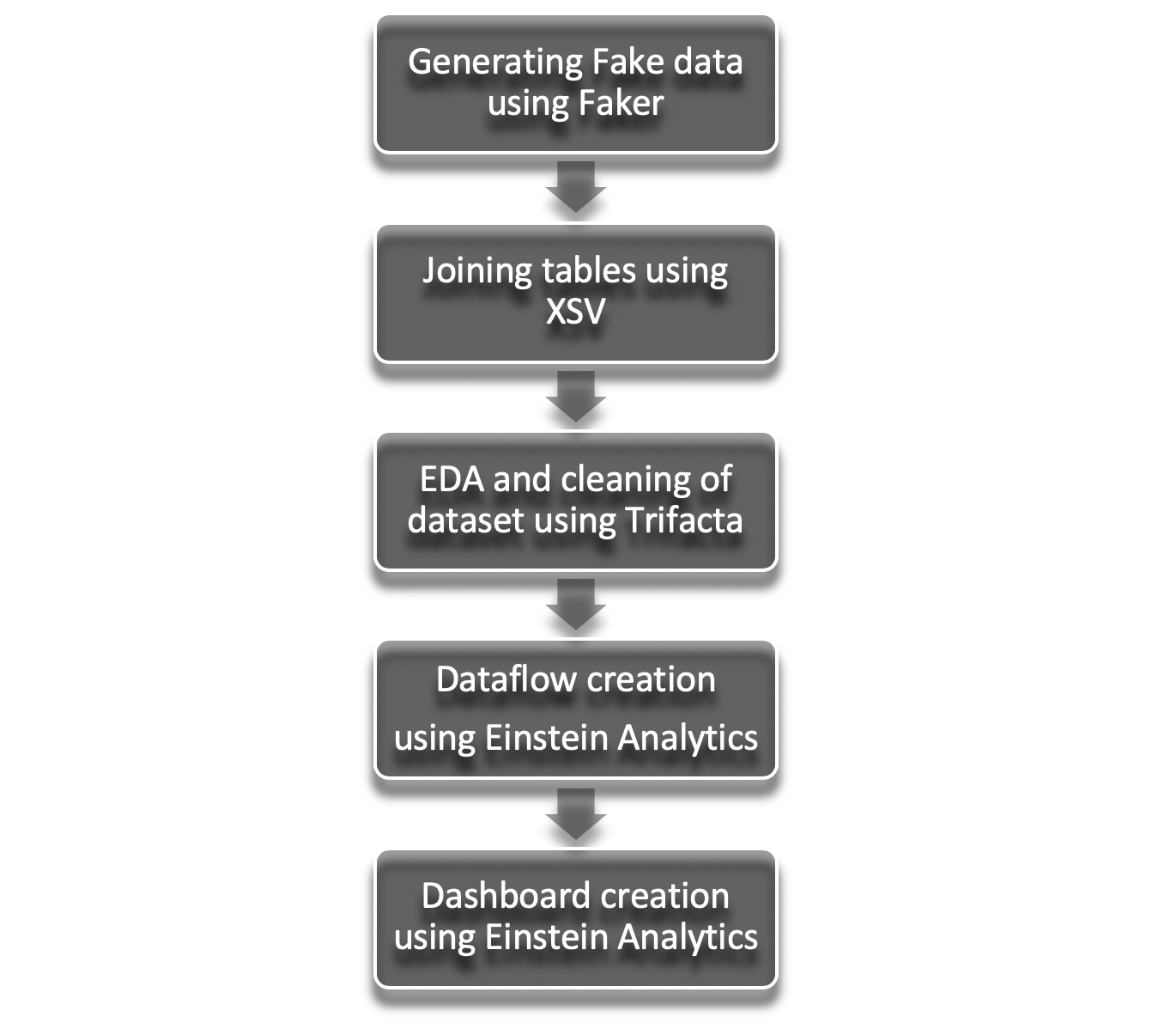 Generating Fake data
using Faker
Joining tables using
XSV
EDA and cleaning of
dataset using Trifacta
Dataflow creation
using Einstein Analytics
Dashboard creation
using Einstein Analytics